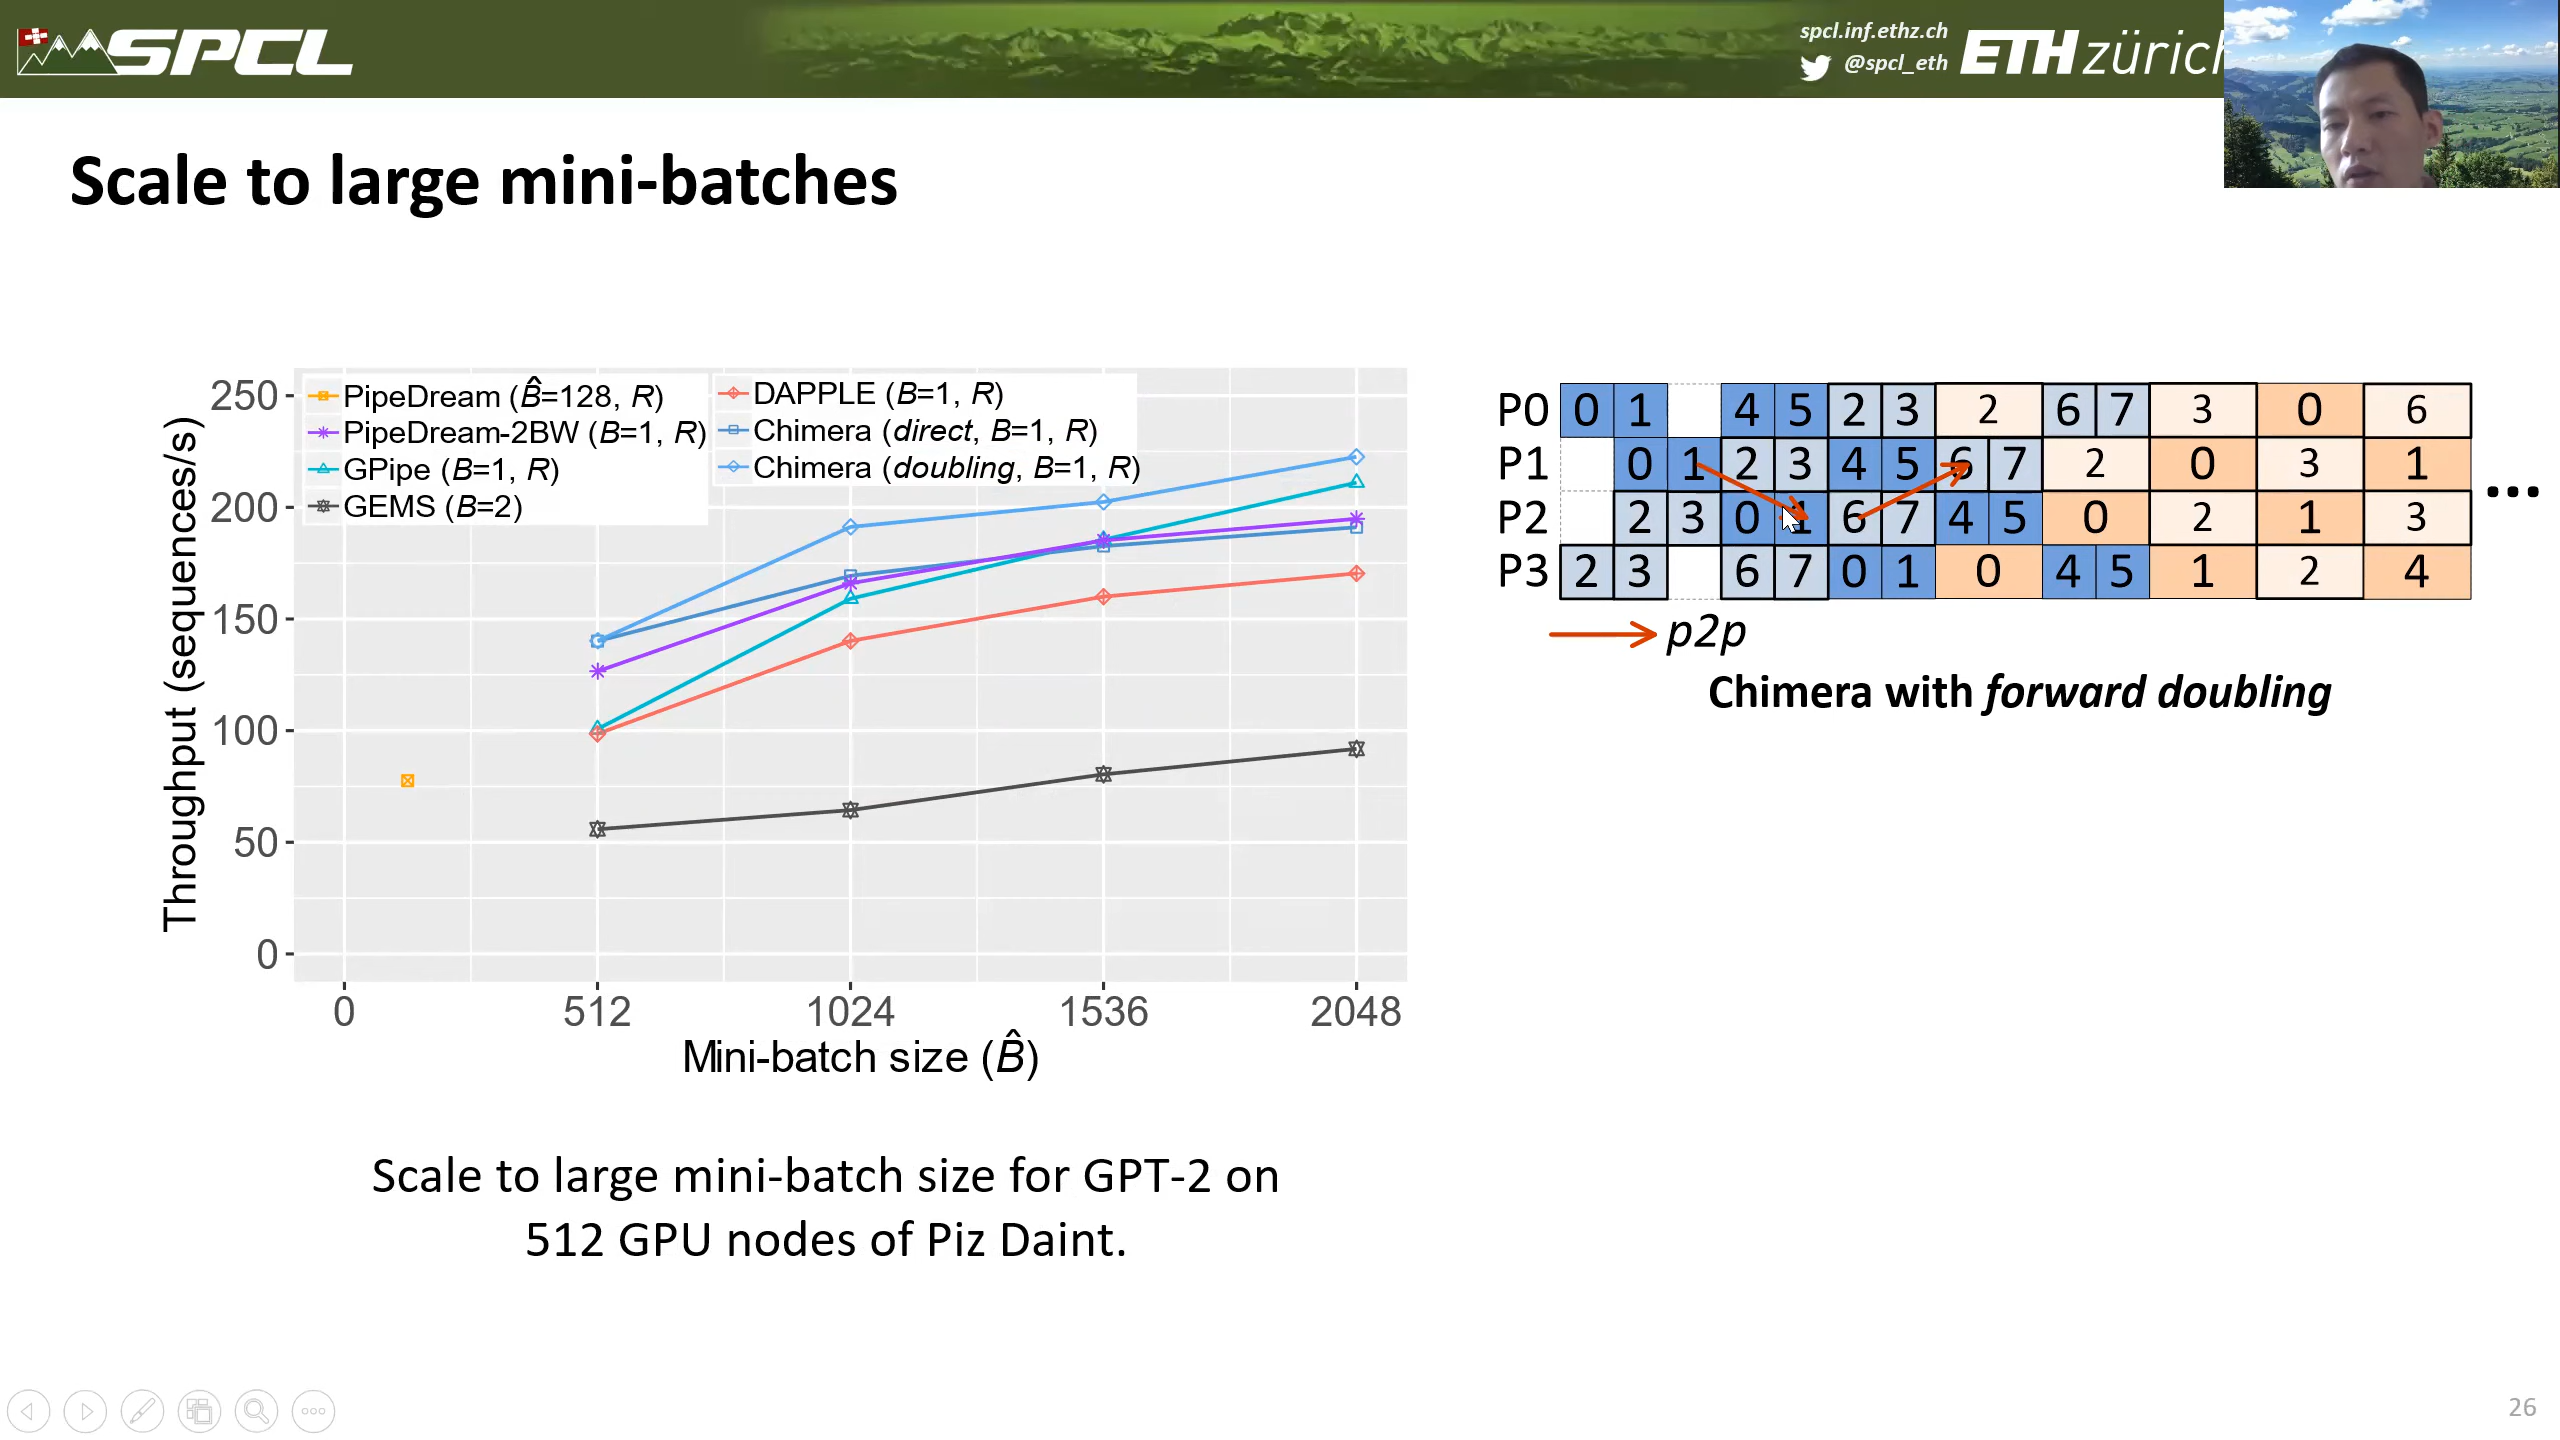 SPCL
spcl.inf.ethz.ch
@spcl_eth
ETH zürich
Scale to large mini-batches
250
200
150
100
50
0
Throughput (sequences/s)
PipeDream (B̂=128, R)
PipeDream-2BW (B=1, R)
GPipe (B=1, R)
GEMS (B=2)
DAPPLE (B=1, R)
Chimera (direct, B=1, R)
Chimera (doubling, B=1, R)
0 512 1024 1536 2048
Mini-batch size (B̂)
Scale to large mini-batch size for GPT-2 on
512 GPU nodes of Piz Daint.
P0 0 1 4 5 2 3 2 6 7 3 0 6
P1 0 1 2 3 4 5 6 7 2 0 3 1
P2 2 3 0 1 6 7 4 5 0 2 1 3
P3 2 3 6 7 0 1 0 4 5 1 2 4
...
p2p
Chimera with forward doubling
26